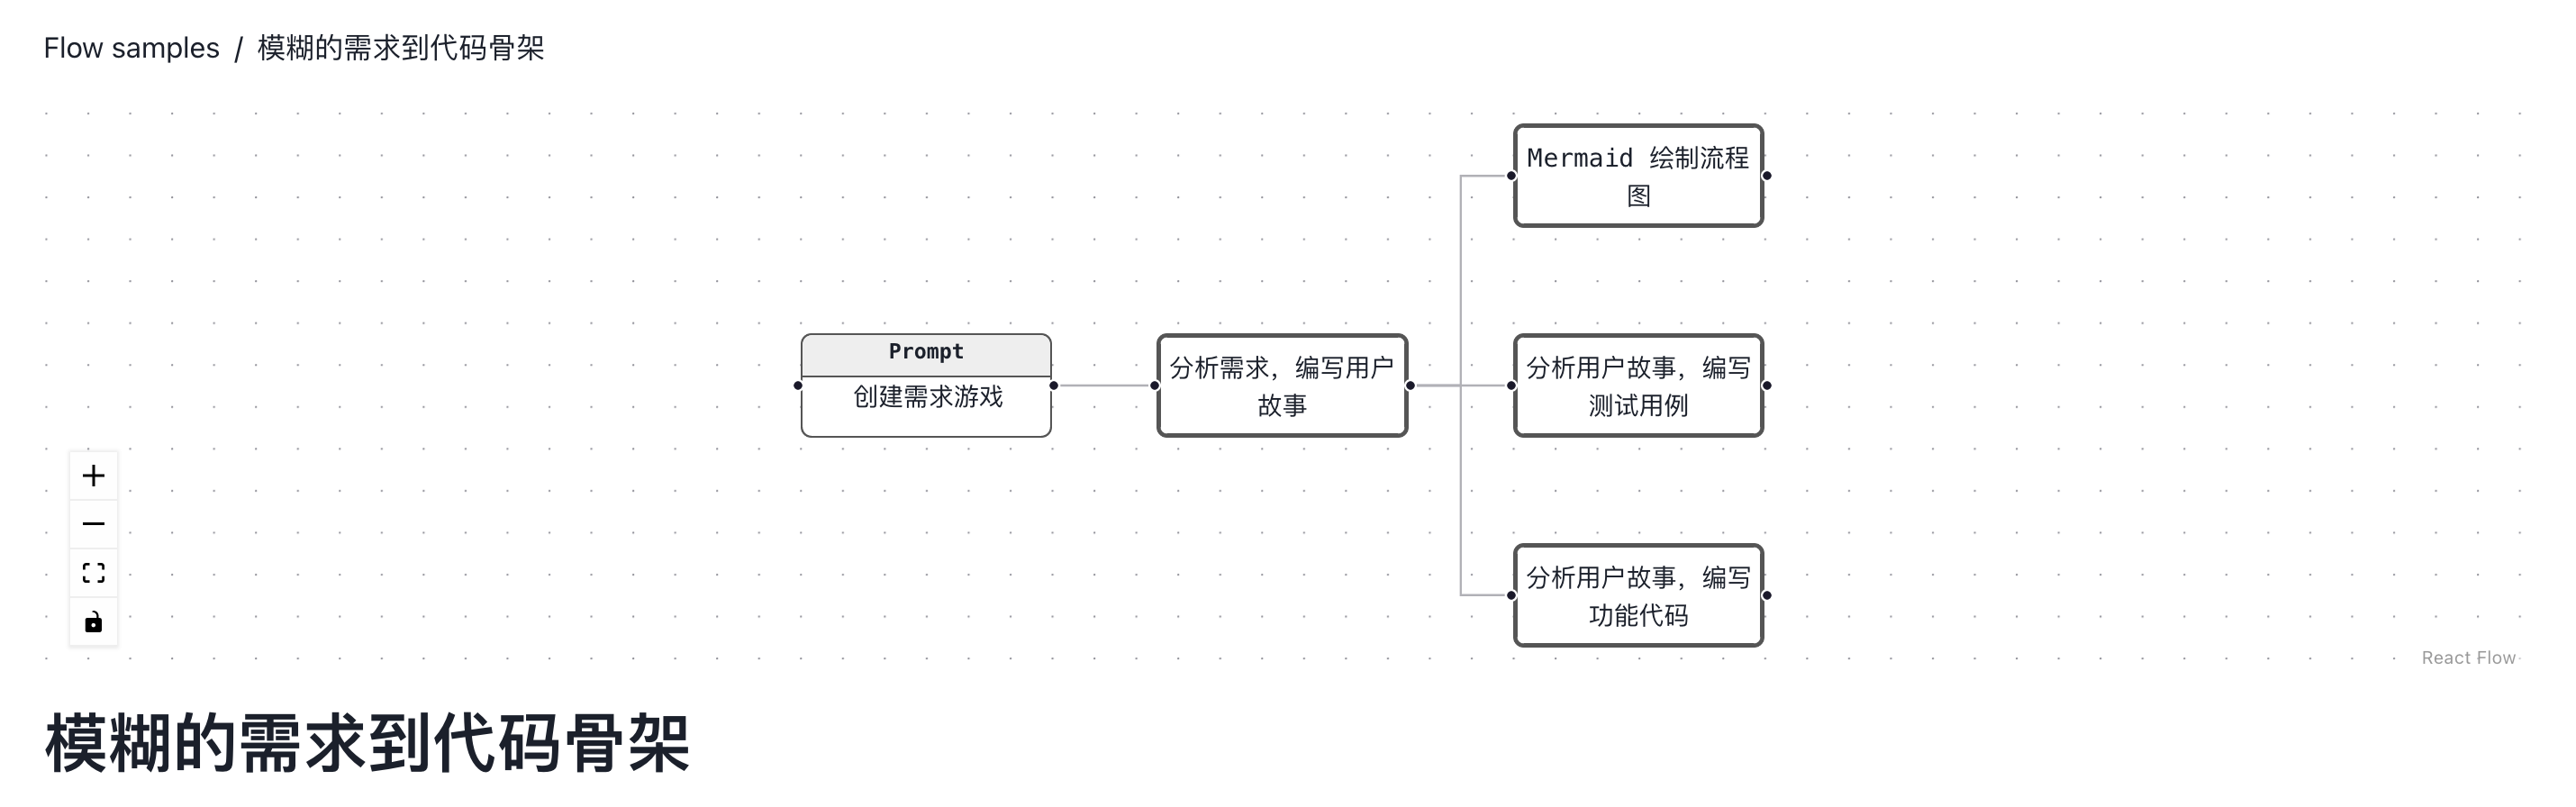 Flow samples / 模糊的需求到代码骨架
Mermaid 绘制流程
图
Prompt
创建需求游戏
分析需求，编写用户
故事
分析用户故事，编写
测试用例
分析用户故事，编写
功能代码
React Flow
模糊的需求到代码骨架